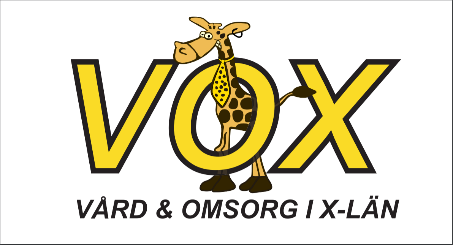 VOX
VÅRD & OMSORG I X-LÄN